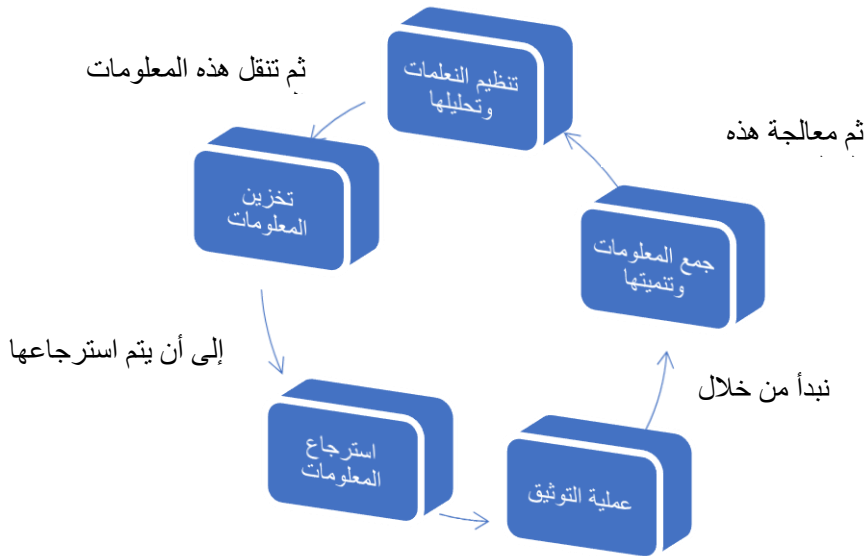 تنظيم النعلمات
وتحليلها
ثم تنقل هذه المعلومات
ثم معالجة هذه
تخزين
المعلومات
جمع المعلومات
وتنميتها
إلى أن يتم استرجاعها
نبدأ من خلال
استرجاع
المعلومات
عملية التوثيق